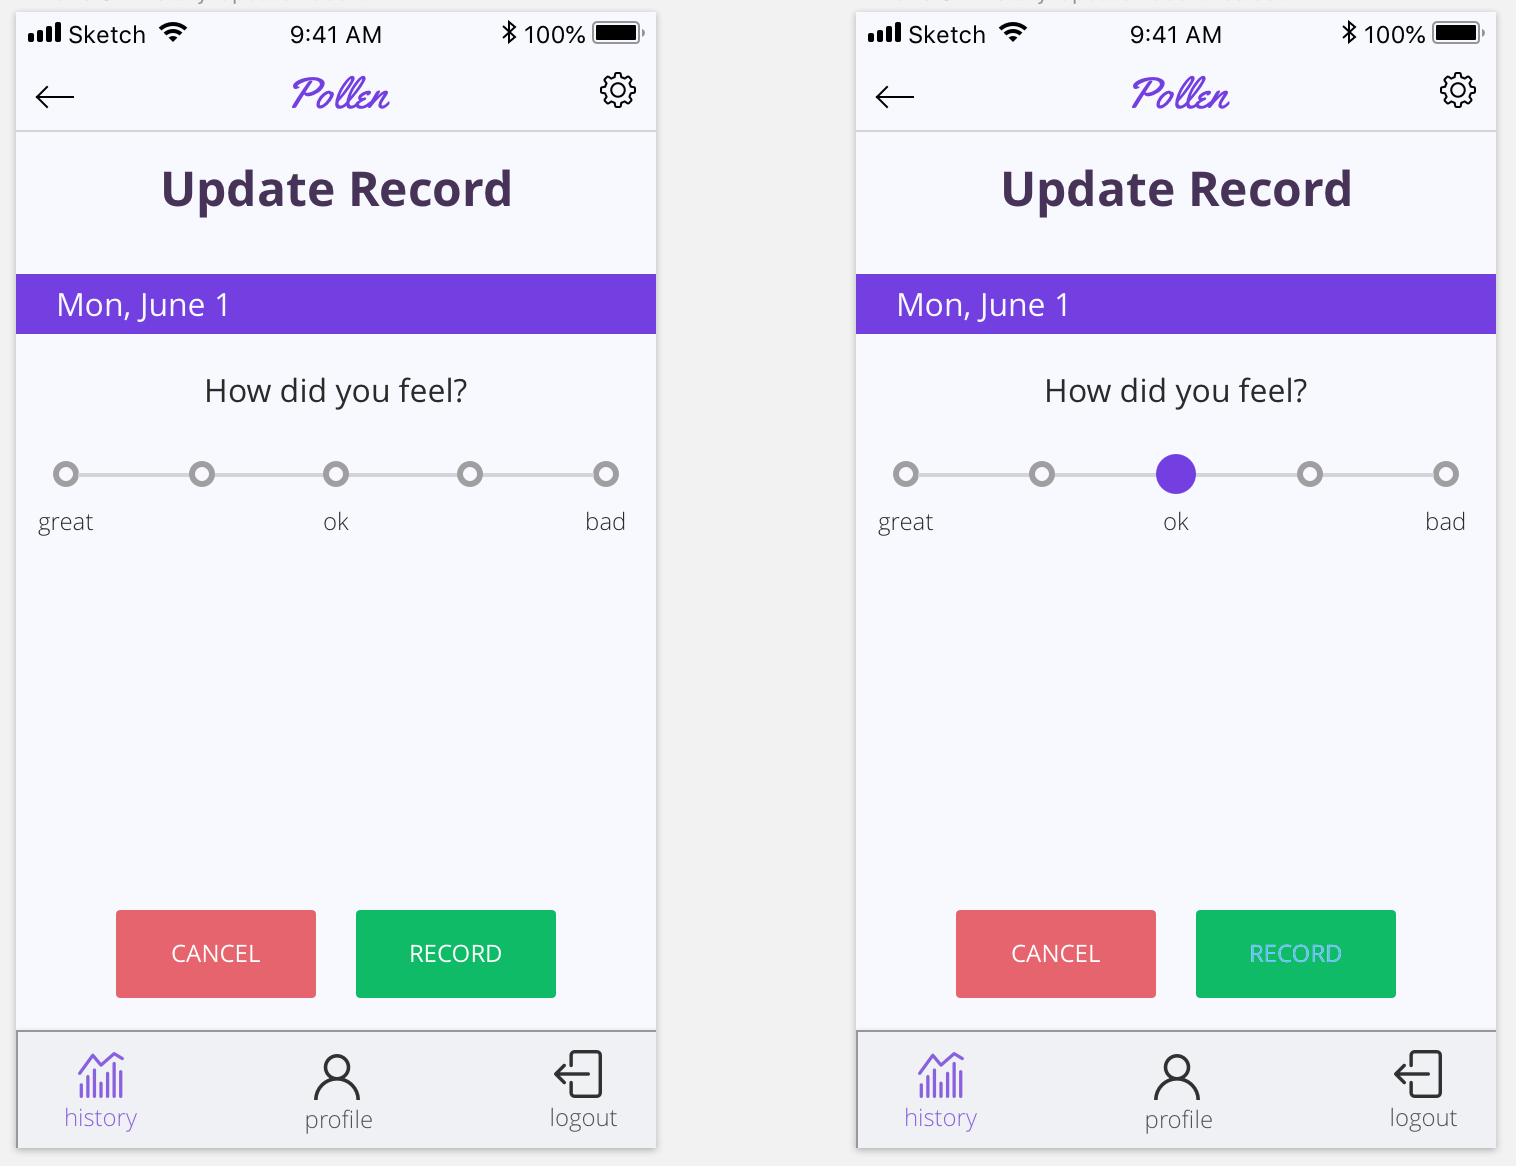 Sketch 9:41 AM 100%
Pollen
Update Record
Mon, June 1
How did you feel?
great ok bad
CANCEL RECORD
history profile logout
Sketch 9:41 AM 100%
Pollen
Update Record
Mon, June 1
How did you feel?
great ok bad
CANCEL RECORD
history profile logout